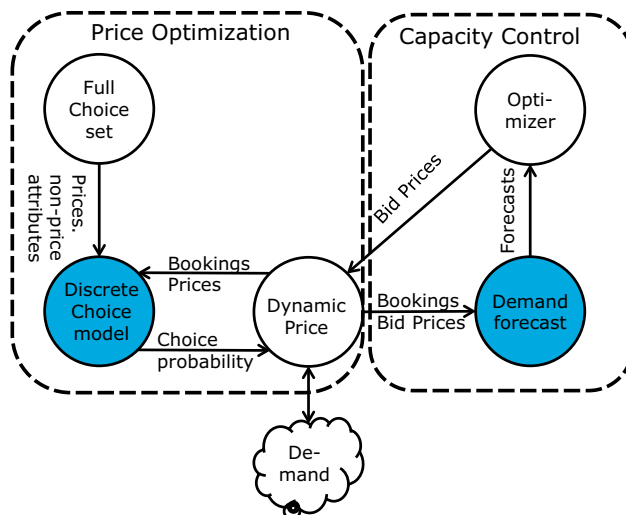 Price Optimization
Capacity Control
Full
Choice
set
Opti-
mizer
Prices.
non-price
attributes
Bid Prices
Forecasts
Bookings
Prices
Discrete
Choice
model
Dynamic
Price
Bookings
Bid Prices
Demand
forecast
Choice
probability
De-
mand